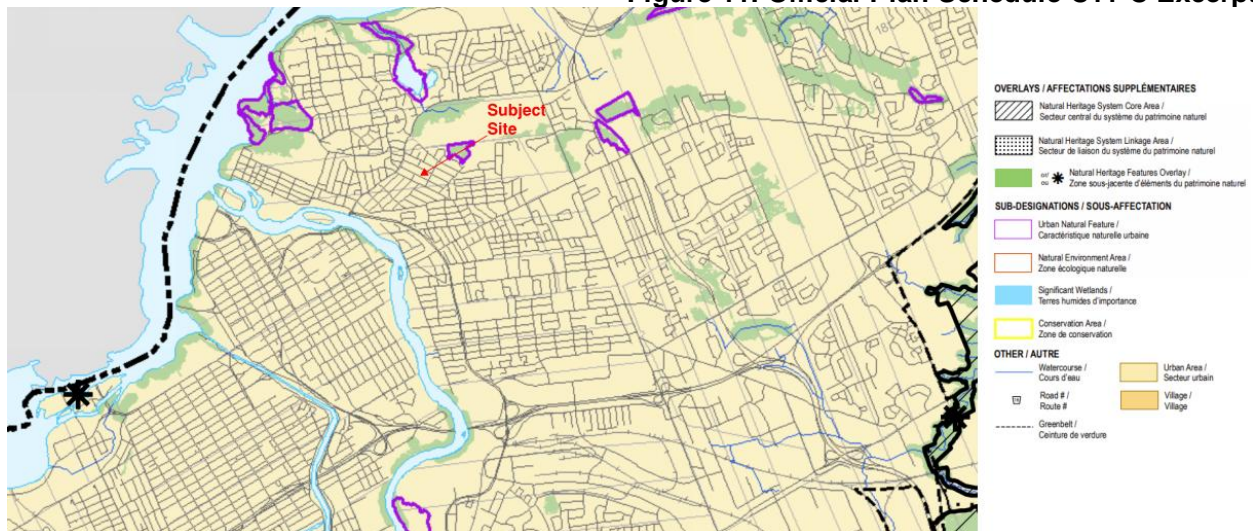 Figure 11: Official Plan Schedule C11-C Excerp
Subject
Site
OVERLAYS / AFFECTATIONS SUPPLÉMENTAIRES
Natural Heritage System Core Area /
Secteur central du système du patrimoine naturel
Natural Heritage System Linkage Area /
Secteur de liaison du système du patrimoine naturel
or/
ou
Natural Heritage Features Overlay /
Zone sous-jacente d'éléments du patrimoine naturel
SUB-DESIGNATIONS / SOUS-AFFECTATION
Urban Natural Feature /
Caractéristique naturelle urbaine
Natural Environment Area /
Zone écologique naturelle
Significant Wetlands /
Terres humides d'importance
Conservation Area /
Zone de conservation
OTHER / AUTRE
Watercourse /
Cours d'eau
Road # /
Route #
Greenbelt /
Ceinture de verdure
Urban Area /
Secteur urbain
Village /
Village